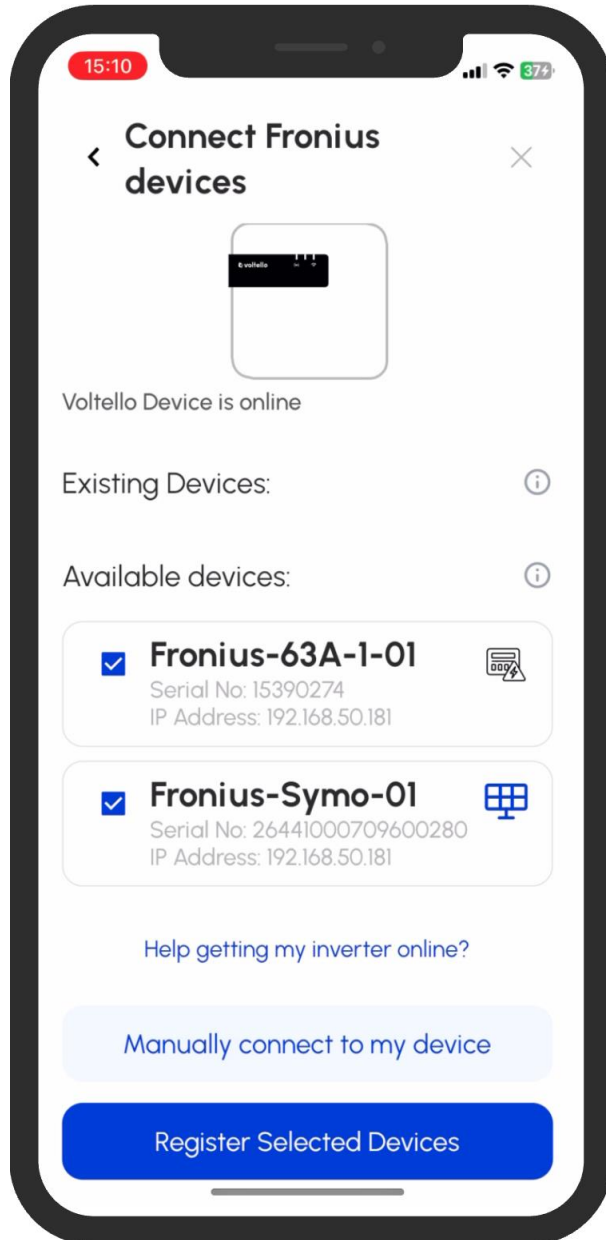 15:10
37
Connect Fronius
devices
voltello
Voltello Device is online
Existing Devices:
Available devices:
Fronius-63A-1-01
Serial No: 15390274
IP Address: 192.168.50.181
Fronius-Symo-01
Serial No: 26441000709600280
IP Address: 192.168.50.181
Help getting my inverter online?
Manually connect to my device
Register Selected Devices